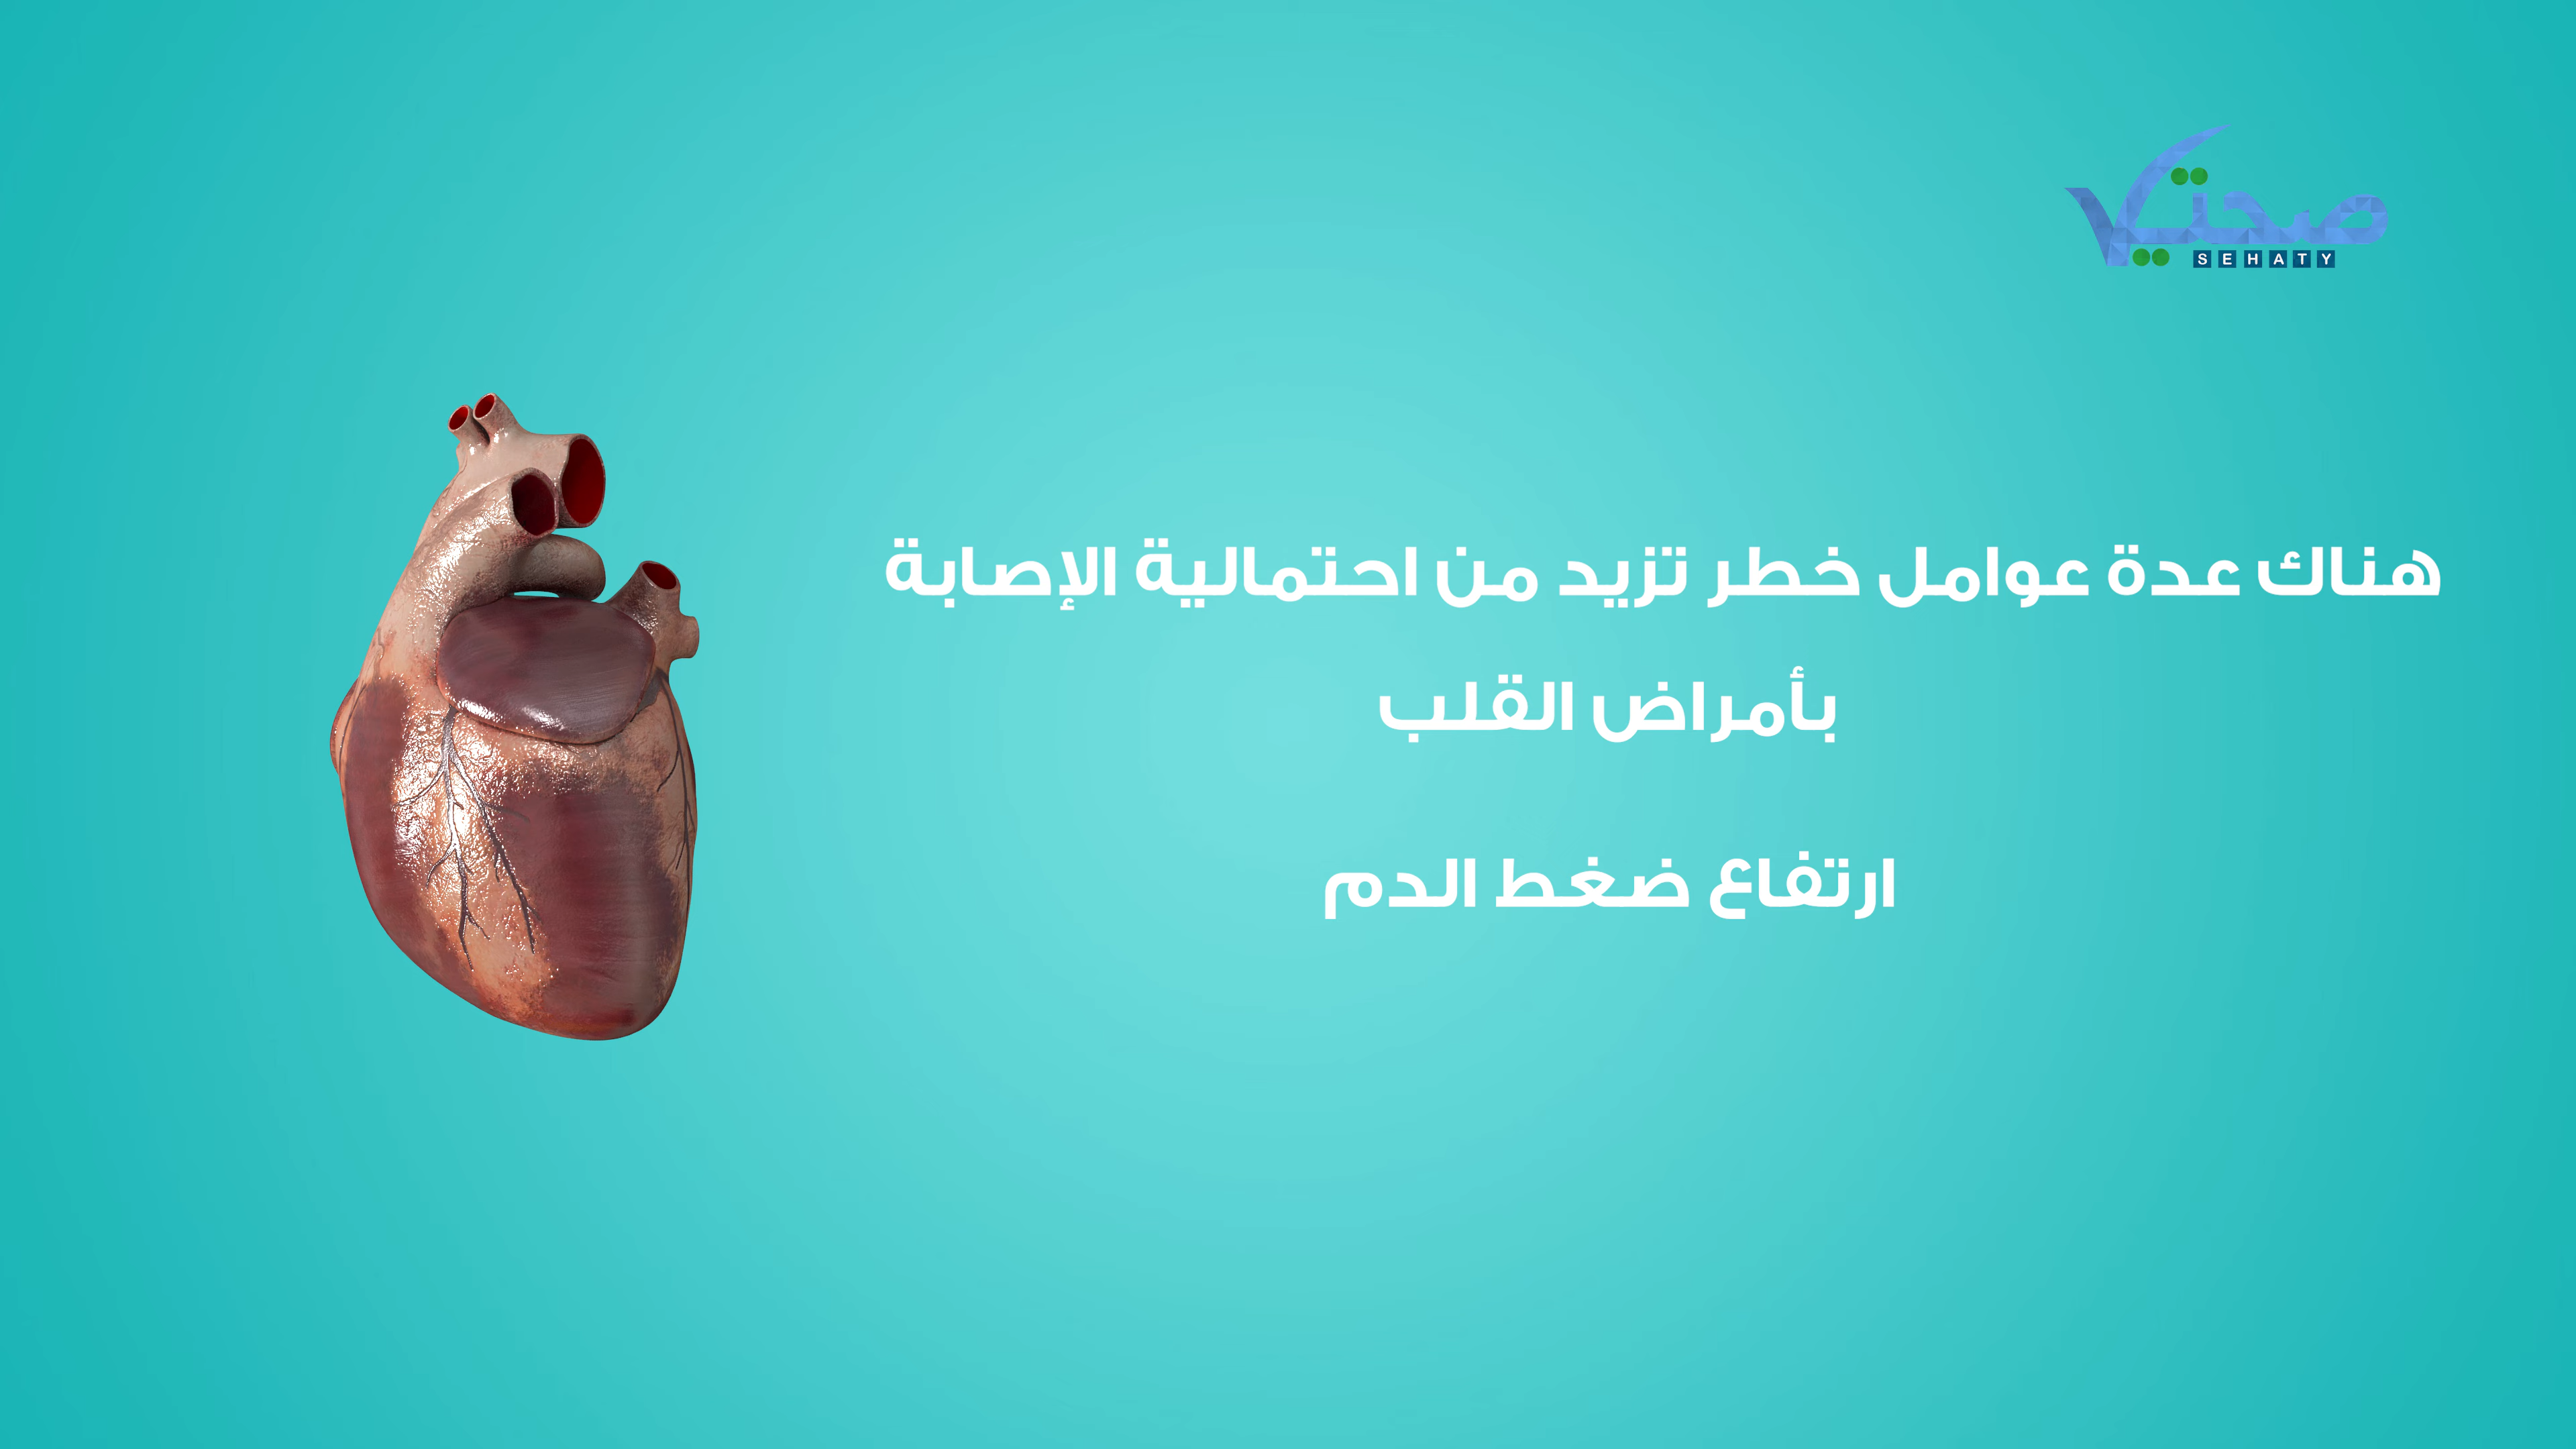 صحتي
SEHATY
هناك عدة عوامل خطر تزيد من احتمالية الإصابة
بأمراض القلب
ارتفاع ضغط الدم